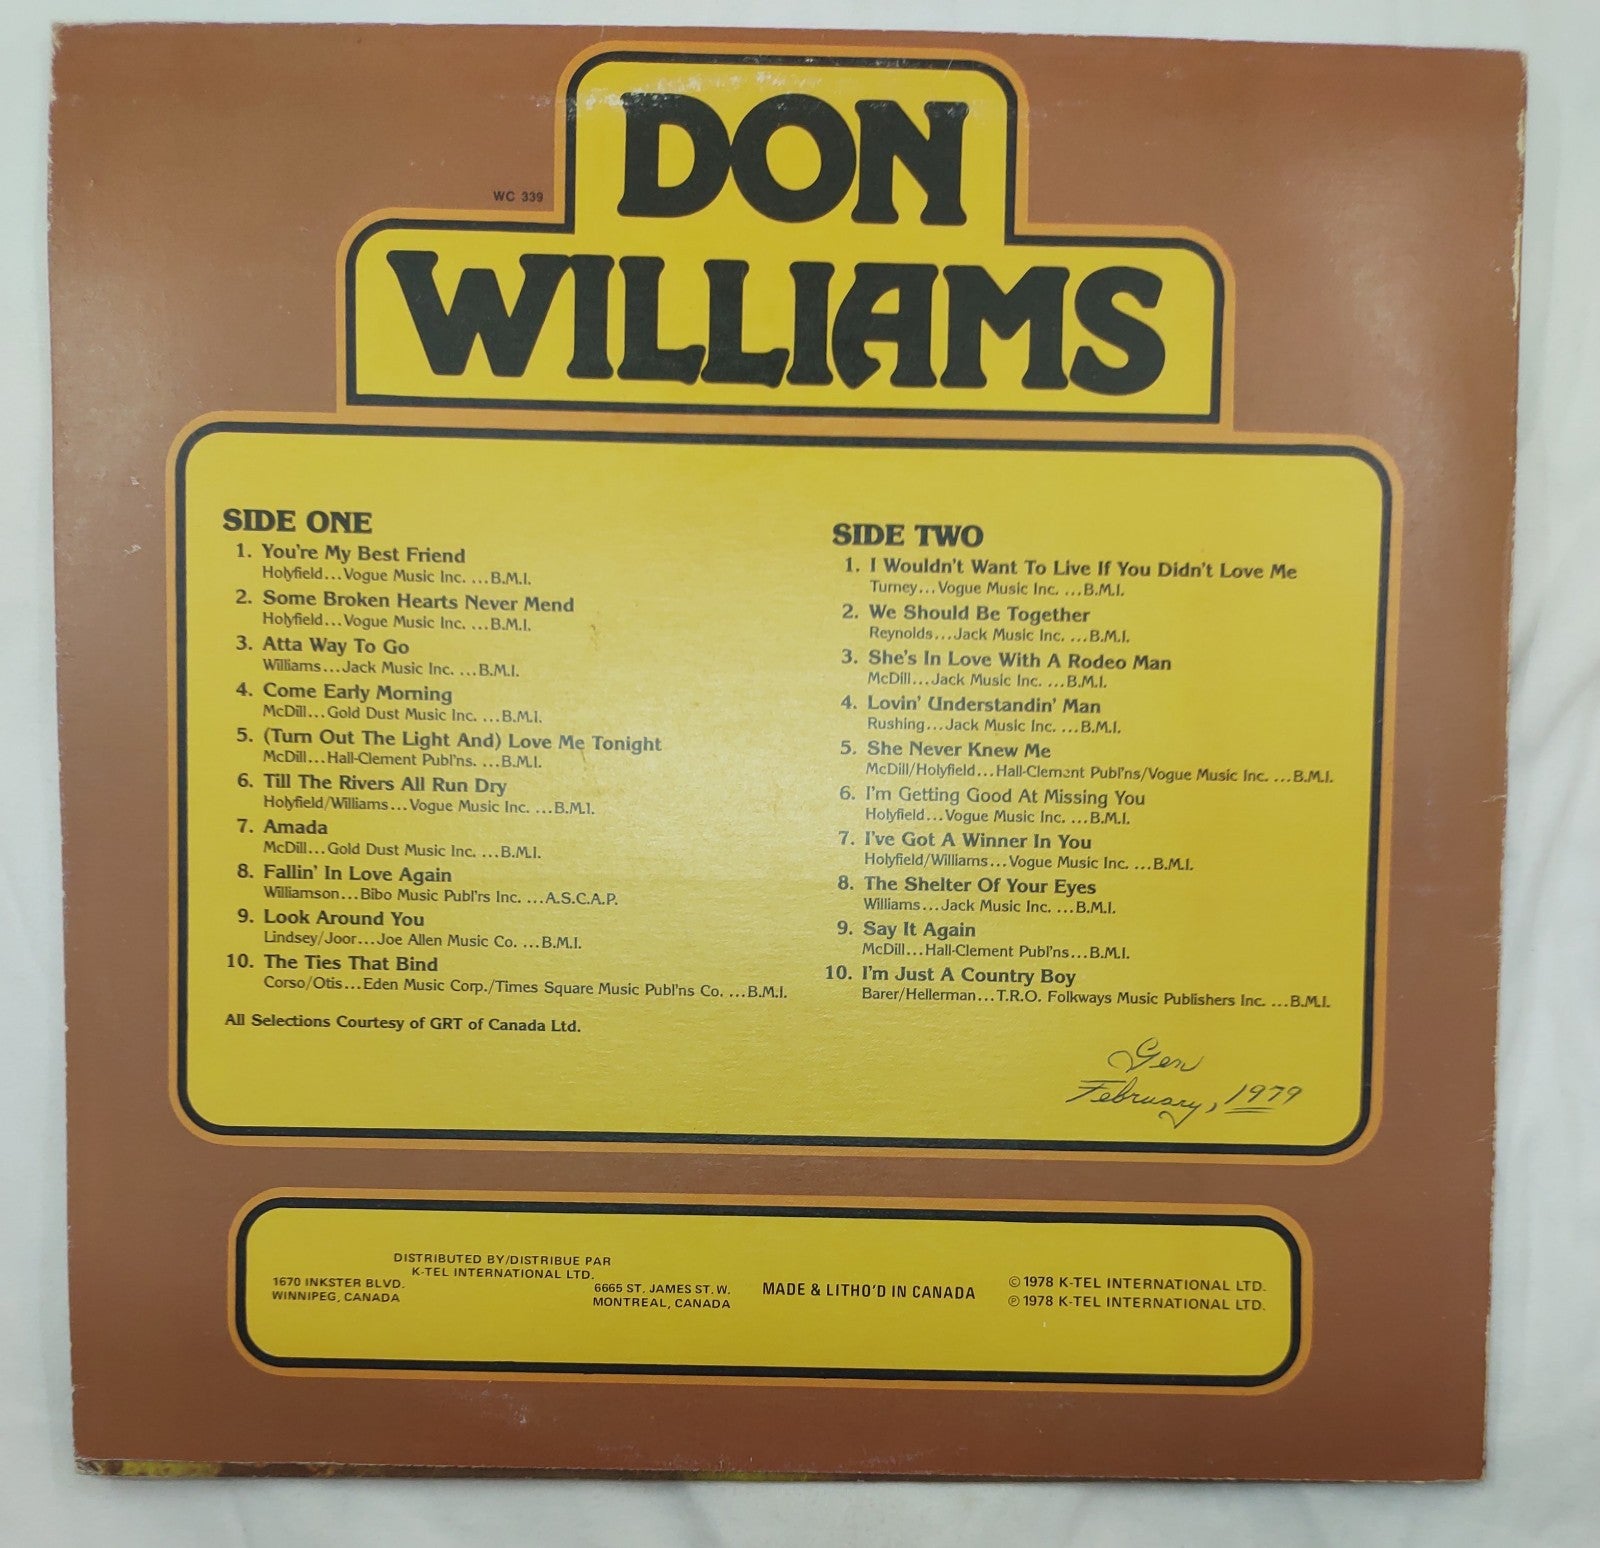 WC 339
DON
WILLIAMS
SIDE ONE
1. You're My Best Friend
Holyfield...Vogue Music Inc. ...B.M.I.
2. Some Broken Hearts Never Mend
Holyfield...Vogue Music Inc. ...B.M.I.
3. Atta Way To Go
Williams...Jack Music Inc. ...B.M.I.
4. Come Early Morning
McDill...Gold Dust Music Inc. ...B.M.I.
5. (Turn Out The Light And) Love Me Tonight
McDill...Hall-Clement Publ'ns. ...B.M.I.
6. Till The Rivers All Run Dry
Holyfield/Williams...Vogue Music Inc. ...B.M.I.
7. Amada
McDill...Gold Dust Music Inc. ...B.M.I.
8. Fallin' In Love Again
Williamson...Bibo Music Publ'rs Inc. ...A.S.C.A.P.
9. Look Around You
Lindsey/Joor...Joe Allen Music Co. ...B.M.I.
10. The Ties That Bind
Corso/Otis...Eden Music Corp./Times Square Music Publ'ns Co. ...B.M.I.
All Selections Courtesy of GRT of Canada Ltd.
SIDE TWO
1. I Wouldn't Want To Live If You Didn't Love Me
Turney...Vogue Music Inc. ...B.M.I.
2. We Should Be Together
Reynolds...Jack Music Inc. ...B.M.I.
3. She's In Love With A Rodeo Man
McDill...Jack Music Inc. ...B.M.I.
4. Lovin' Understandin' Man
Rushing...Jack Music Inc. ...B.M.I.
5. She Never Knew Me
McDill/Holyfield...Hall-Clement Publ'ns/Vogue Music Inc. ...B.M.I.
6. I'm Getting Good At Missing You
Holyfield...Vogue Music Inc. ...B.M.I.
7. I've Got A Winner In You
Holyfield/Williams...Vogue Music Inc. ...B.M.I.
8. The Shelter Of Your Eyes
Williams...Jack Music Inc. ...B.M.I.
9. Say It Again
McDill...Hall-Clement Publ'ns...B.M.I.
10. I'm Just A Country Boy
Barer/Hellerman...T.R.O. Folkways Music Publishers Inc. ...B.M.I.
Gen
February, 1979
DISTRIBUTED BY/DISTRIBUE PAR
K-TEL INTERNATIONAL LTD.
1670 INKSTER BLVD.
WINNIPEG, CANADA
6665 ST. JAMES ST. W.
MONTREAL, CANADA
MADE & LITHO'D IN CANADA
© 1978 K-TEL INTERNATIONAL LTD.
℗ 1978 K-TEL INTERNATIONAL LTD.